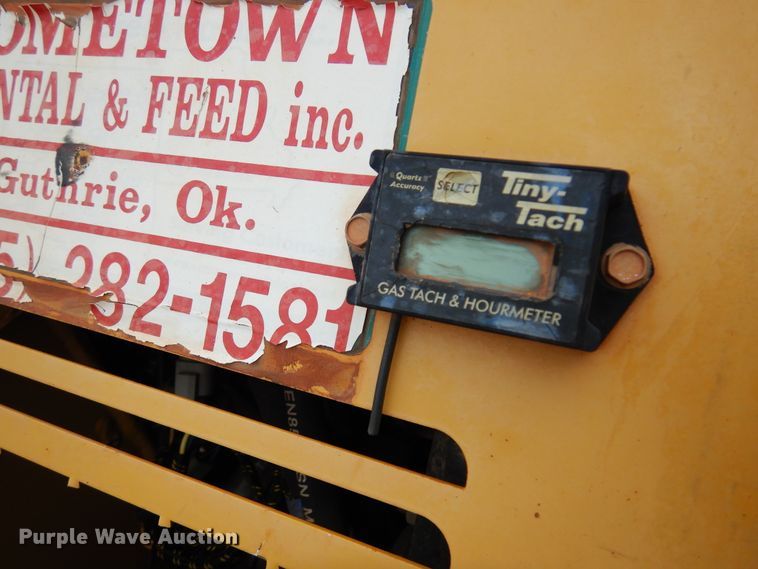 OMETOWN
NTAL & FEED inc.
Guthrie, Ok.
5) 282-1581
"Quartz"
Accuracy
SELECT
Tiny-
Tach
GAS TACH & HOURMETER
Purple Wave Auction